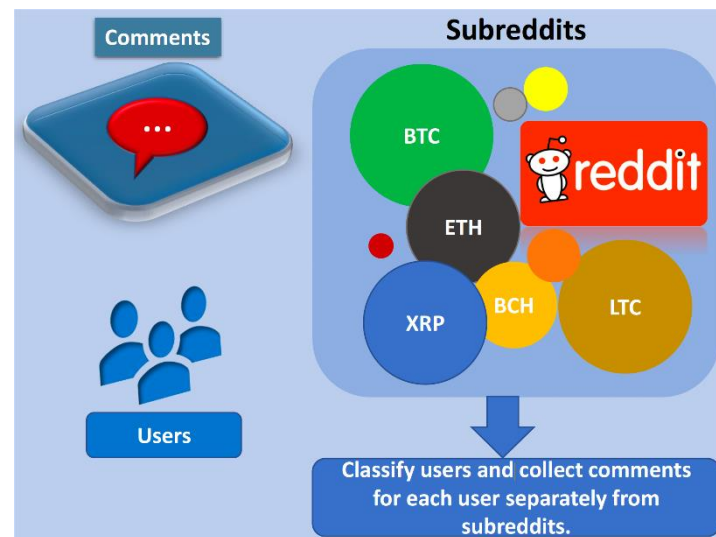 Comments
...
Subreddits
BTC
reddit
ETH
BCH
XRP
LTC
Users
Classify users and collect comments
for each user separately from
subreddits.